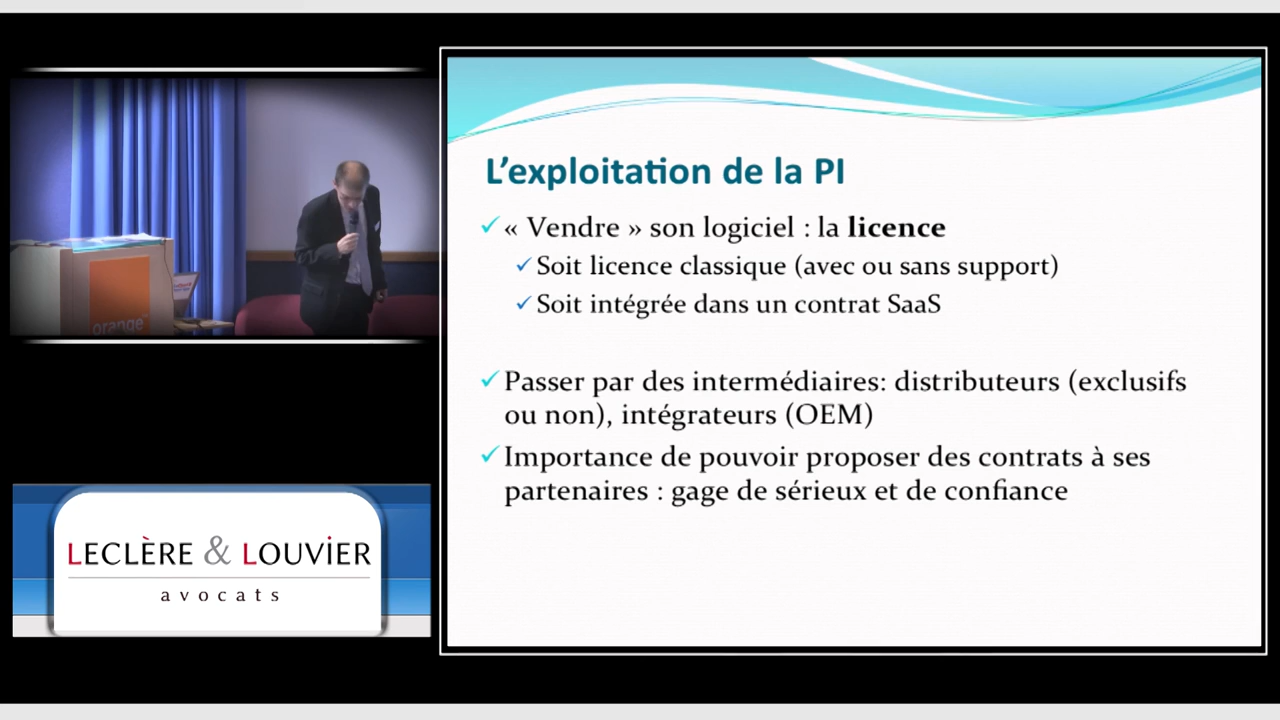 L'exploitation de la PI
« Vendre » son logiciel : la licence
Soit licence classique (avec ou sans support)
Soit intégrée dans un contrat SaaS
Passer par des intermédiaires: distributeurs (exclusifs
ou non), intégrateurs (OEM)
Importance de pouvoir proposer des contrats à ses
partenaires : gage de sérieux et de confiance
orange
LECLÈRE & LOUVIER
avocats